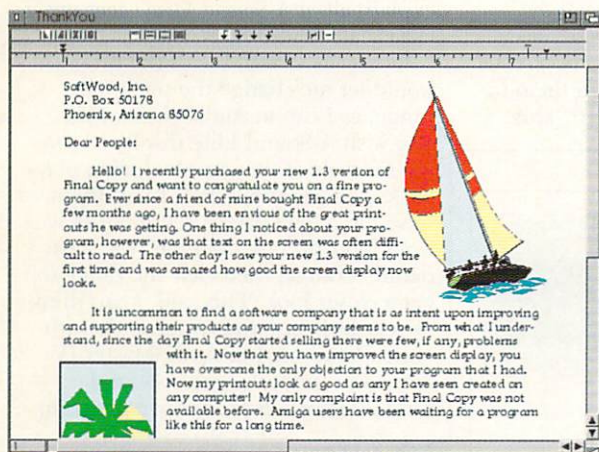 ThankYou
1 2 3 4 5 6 7
SoftWood, Inc.
P.O. Box 50178
Phoenix, Arizona 85076
Dear People:
Hello! I recently purchased your new 1.3 version of
Final Copy and want to congratulate you on a fine pro-
gram. Ever since a friend of mine bought Final Copy a
few months ago, I have been envious of the great print-
outs he was getting. One thing I noticed about your pro-
gram, however, was that text on the screen was often diffi-
cult to read. The other day I saw your new 1.3 version for the
first time and was amazed how good the screen display now
looks.
It is uncommon to find a software company that is as intent upon improving
and supporting their products as your company seems to be. From what I under-
stand, since the day Final Copy started selling there were few, if any, problems
with it. Now that you have improved the screen display, you
have overcome the only objection to your program that I had.
Now my printouts look as good as any I have seen created on
any computer! My only complaint is that Final Copy was not
available before. Amiga users have been waiting for a program
like this for a long time.
1